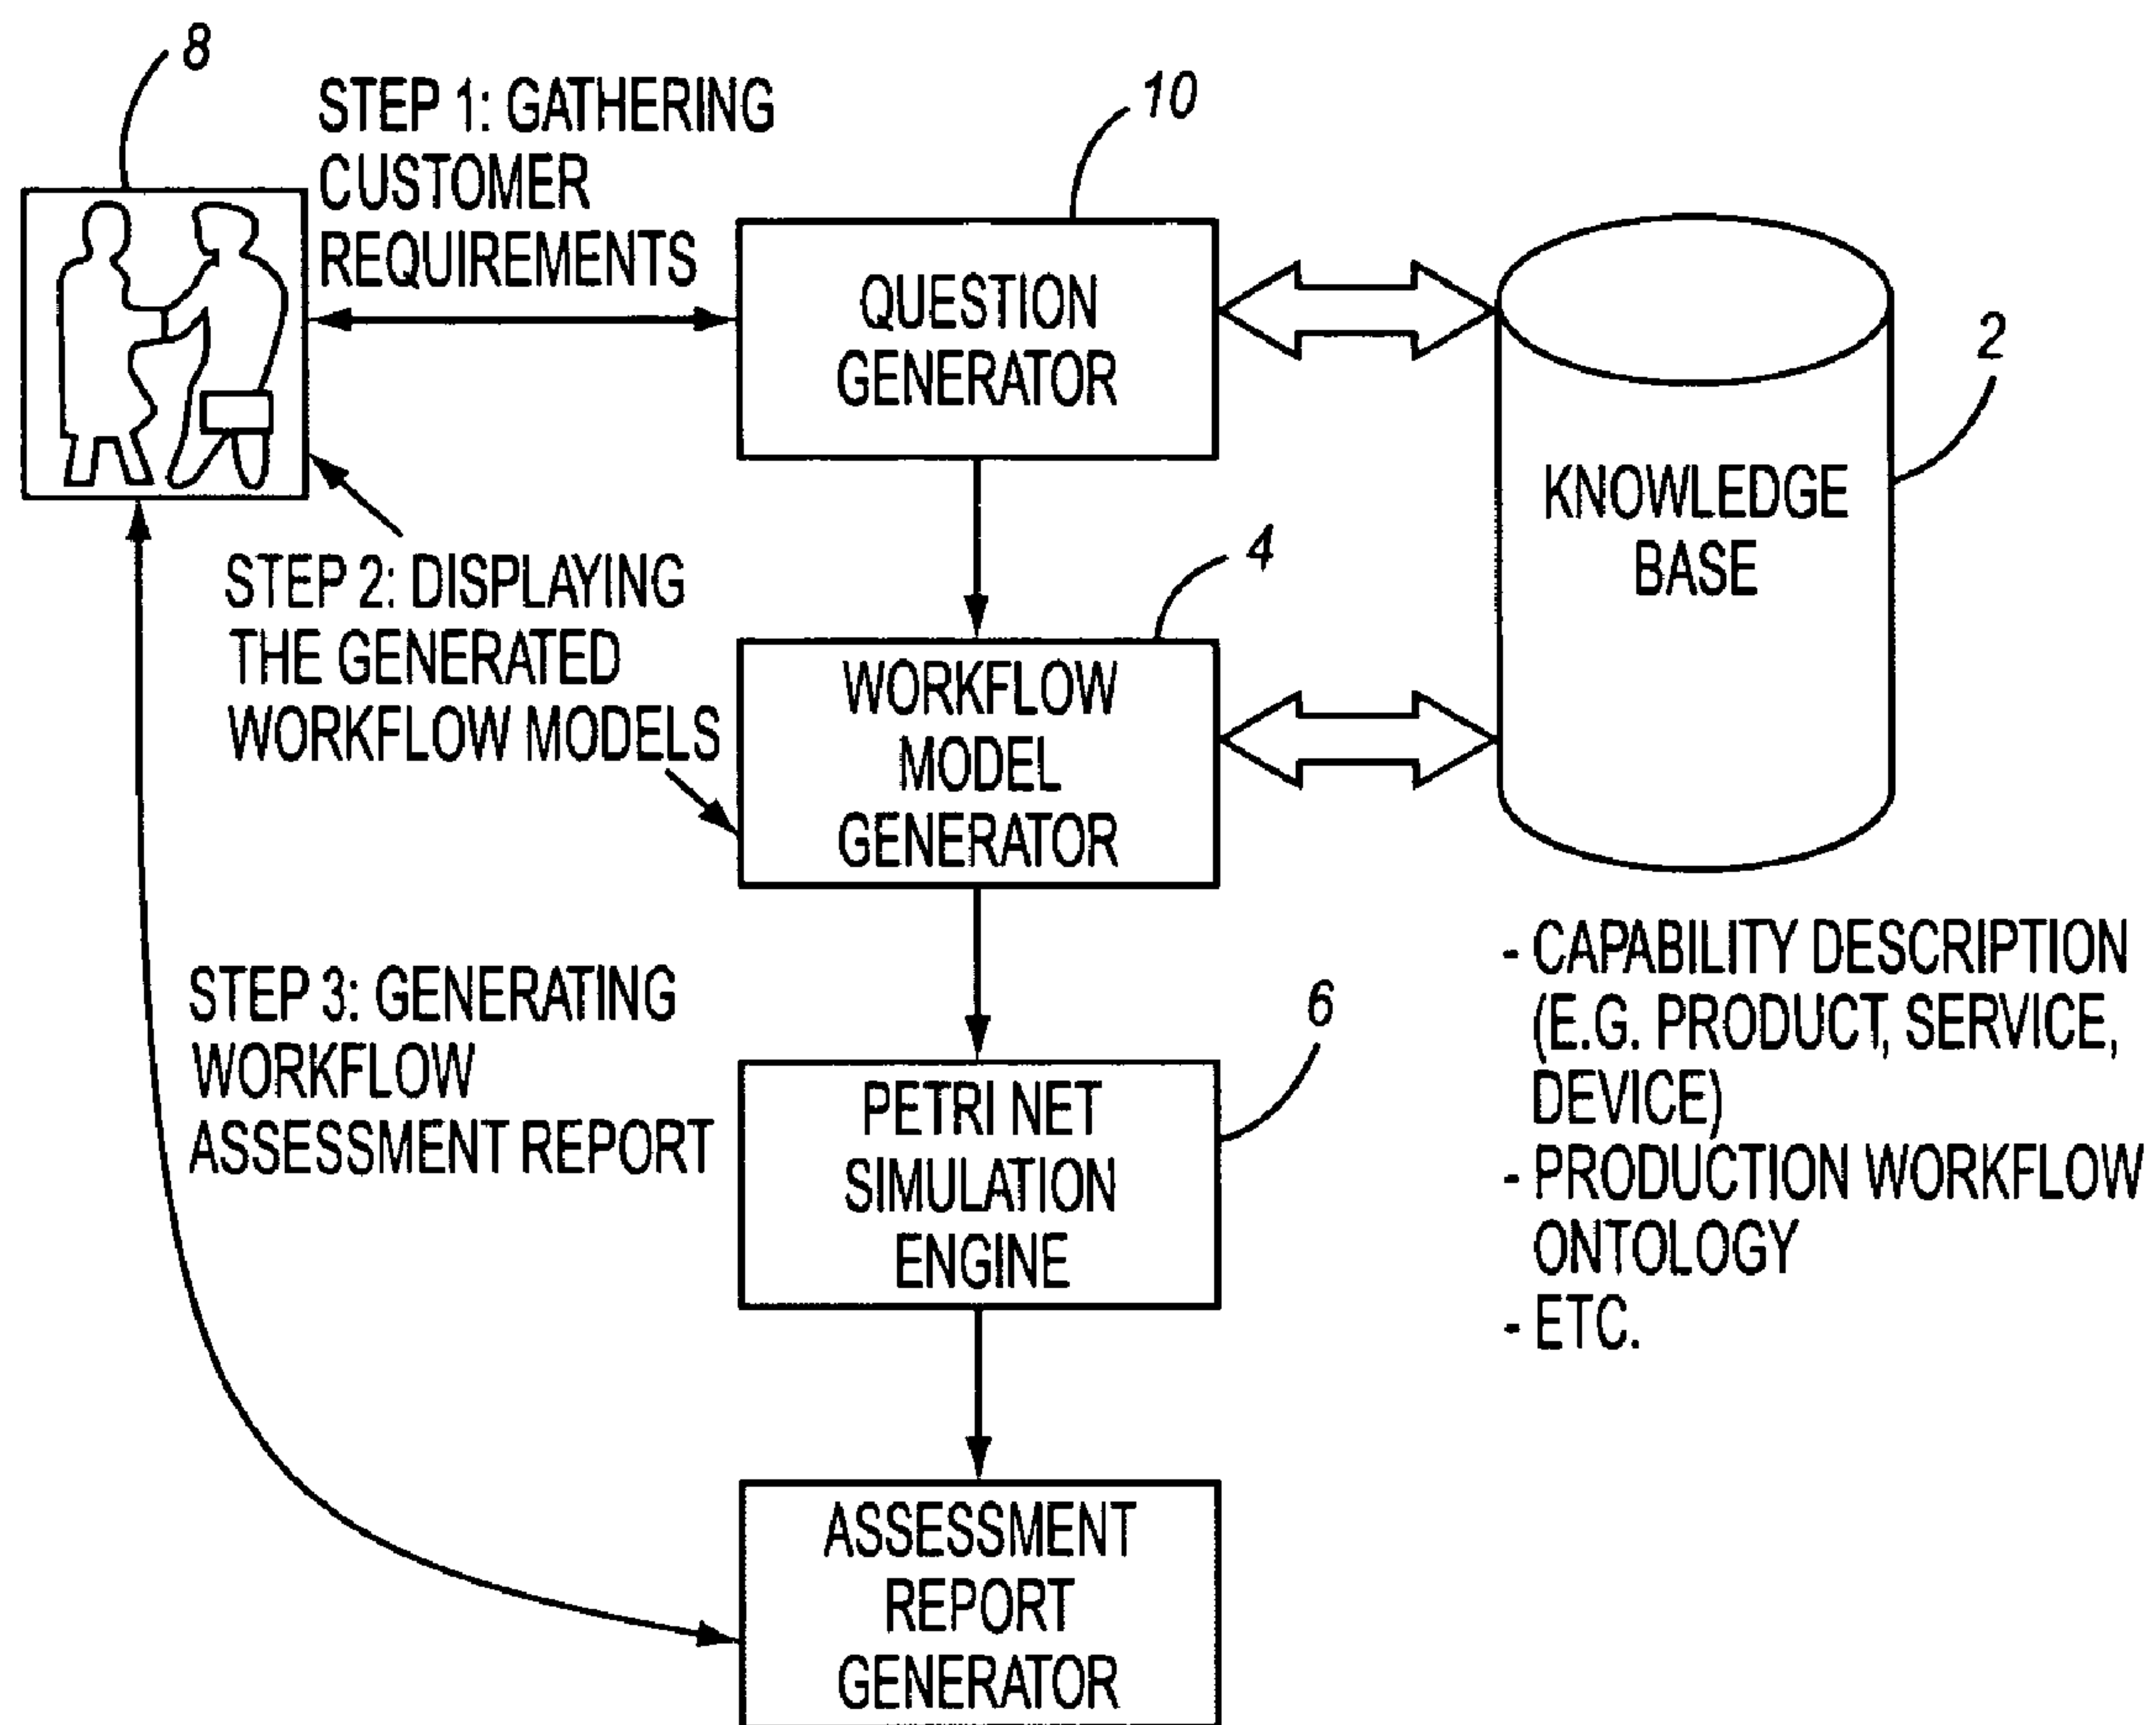 8
STEP 1: GATHERING
CUSTOMER
REQUIREMENTS
10
QUESTION
GENERATOR
2
KNOWLEDGE
BASE
STEP 2: DISPLAYING
THE GENERATED
WORKFLOW MODELS
4
WORKFLOW
MODEL
GENERATOR
- CAPABILITY DESCRIPTION
(E.G. PRODUCT, SERVICE,
DEVICE)
- PRODUCTION WORKFLOW
ONTOLOGY
- ETC.
STEP 3: GENERATING
WORKFLOW
ASSESSMENT REPORT
6
PETRI NET
SIMULATION
ENGINE
ASSESSMENT
REPORT
GENERATOR